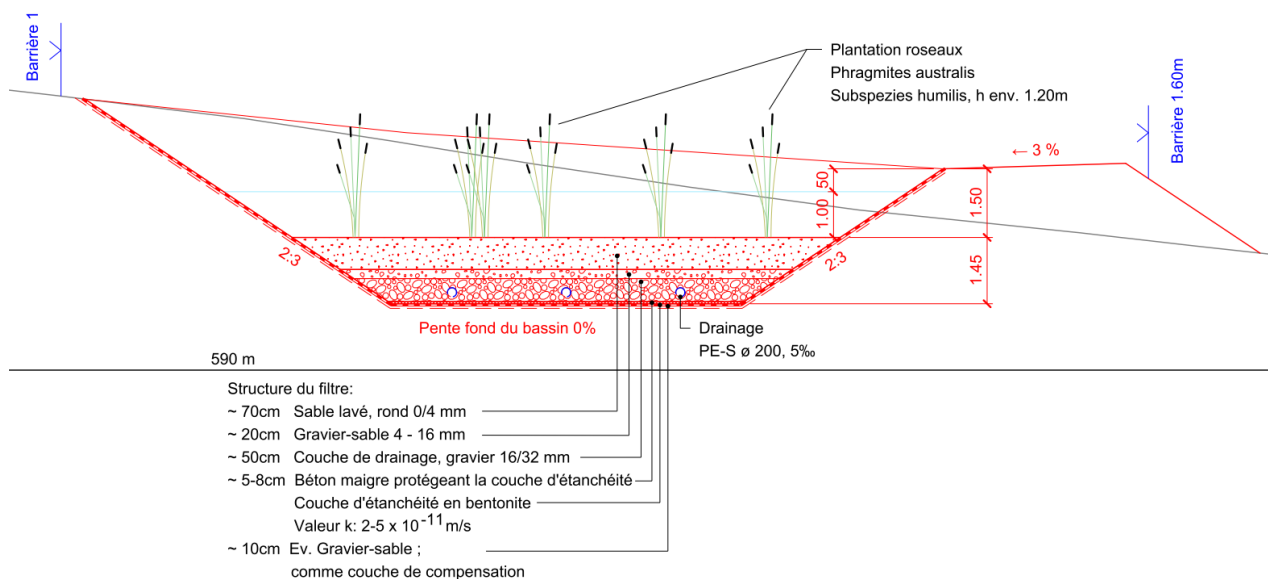 Barrière 1
Plantation roseaux
Phragmites australis
Subspezies humilis, h env. 1.20m
Barrière 1.60m
← 3 %
50
1.00
1.50
1.45
2:3
2:3
Pente fond du bassin 0%
Drainage
PE-S ø 200, 5‰
590 m
Structure du filtre:
~ 70cm Sable lavé, rond 0/4 mm
~ 20cm Gravier-sable 4 - 16 mm
~ 50cm Couche de drainage, gravier 16/32 mm
~ 5-8cm Béton maigre protégeant la couche d'étanchéité
Couche d'étanchéité en bentonite
Valeur k: 2-5 x 10⁻¹¹ m/s
~ 10cm Ev. Gravier-sable ;
comme couche de compensation